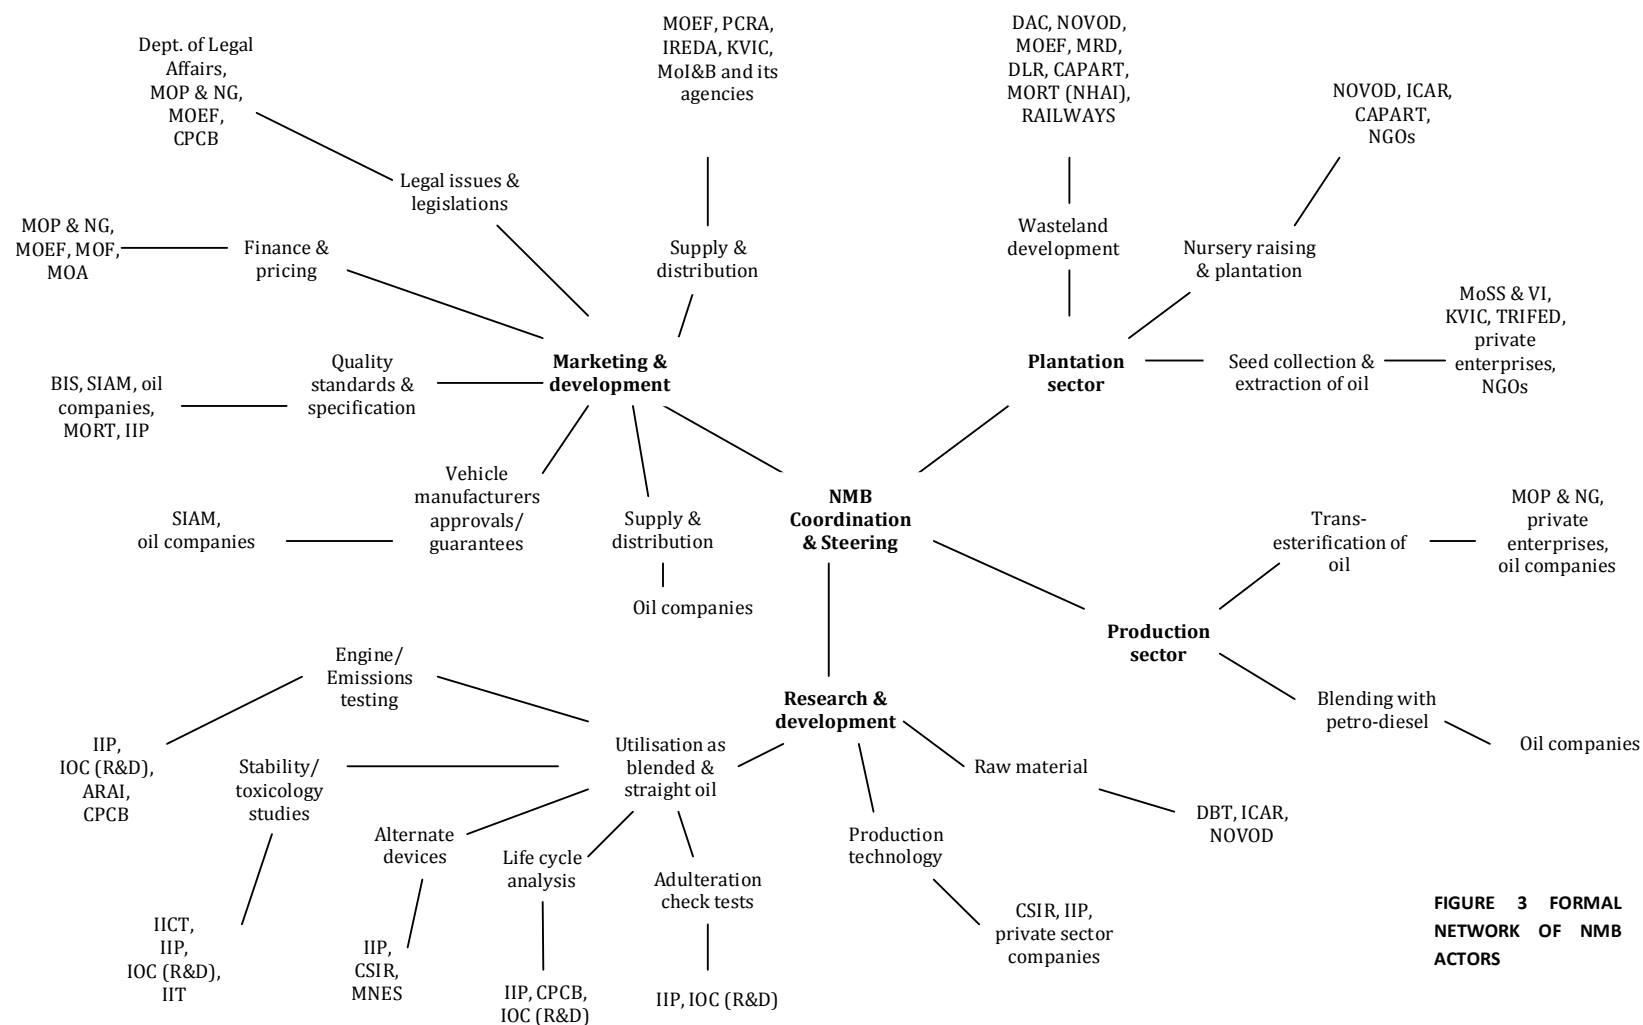 MOEF, PCRA,
IREDA, KVIC,
MoI&B and its
agencies
DAC, NOVOD,
MOEF, MRD,
DLR, CAPART,
MORT (NHAI),
RAILWAYS
Dept. of Legal
Affairs,
MOP & NG,
MOEF,
CPCB
NOVOD, ICAR,
CAPART,
NGOs
Legal issues &
legislations
MOP & NG,
MOEF, MOF,
MOA
Finance &
pricing
Supply &
distribution
Wasteland
development
Nursery raising
& plantation
MoSS & VI,
KVIC, TRIFED,
private
enterprises,
NGOs
Marketing &
development
Plantation
sector
Seed collection &
extraction of oil
Quality
standards &
specification
BIS, SIAM, oil
companies,
MORT, IIP
Vehicle
manufacturers
approvals/
guarantees
SIAM,
oil companies
Supply &
distribution
Oil companies
NMB
Coordination
& Steering
Trans-
esterification of
oil
MOP & NG,
private
enterprises,
oil companies
Production
sector
Blending with
petro-diesel
Oil companies
Engine/
Emissions
testing
IIP,
IOC (R&D),
ARAI,
CPCB
Research &
development
Utilisation as
blended &
straight oil
Stability/
toxicology
studies
Raw material
DBT, ICAR,
NOVOD
Alternate
devices
Life cycle
analysis
Adulteration
check tests
Production
technology
CSIR, IIP,
private sector
companies
IICT,
IIP,
IOC (R&D),
IIT
IIP,
CSIR,
MNES
IIP, CPCB,
IOC (R&D)
IIP, IOC (R&D)
FIGURE 3 FORMAL
NETWORK OF NMB
ACTORS